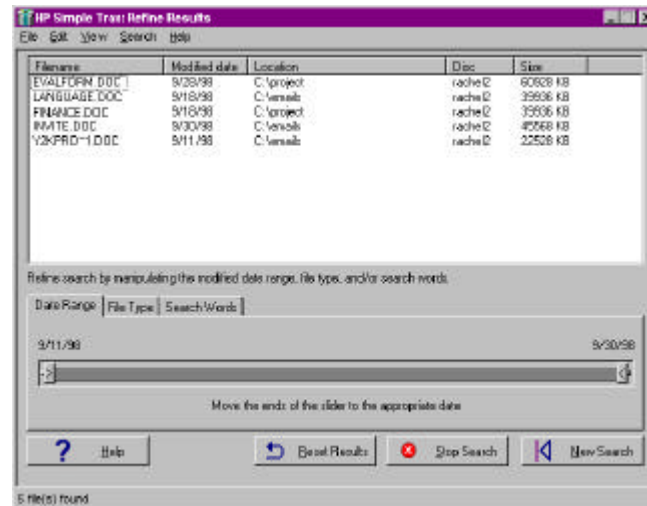 HP Simple Trax: Refine Results
File Edit View Search Help
Filename Modified date Location Disc Size
EVALFORM.DOC 9/28/98 C:\project rachel2 60928 KB
LANGUAGE.DOC 9/18/98 C:\emails rachel2 39936 KB
FINANCE.DOC 9/18/98 C:\project rachel2 39936 KB
INVITE.DOC 9/30/98 C:\emails rachel2 45568 KB
Y2KPRO~1.DOC 9/11/98 C:\emails rachel2 22528 KB
Refine search by manipulating the modified date range, file type, and/or search words.
Date Range File Type Search Words
9/11/98 9/30/98
Move the ends of the slider to the appropriate date
? Help Reset Results Stop Search New Search
5 file(s) found